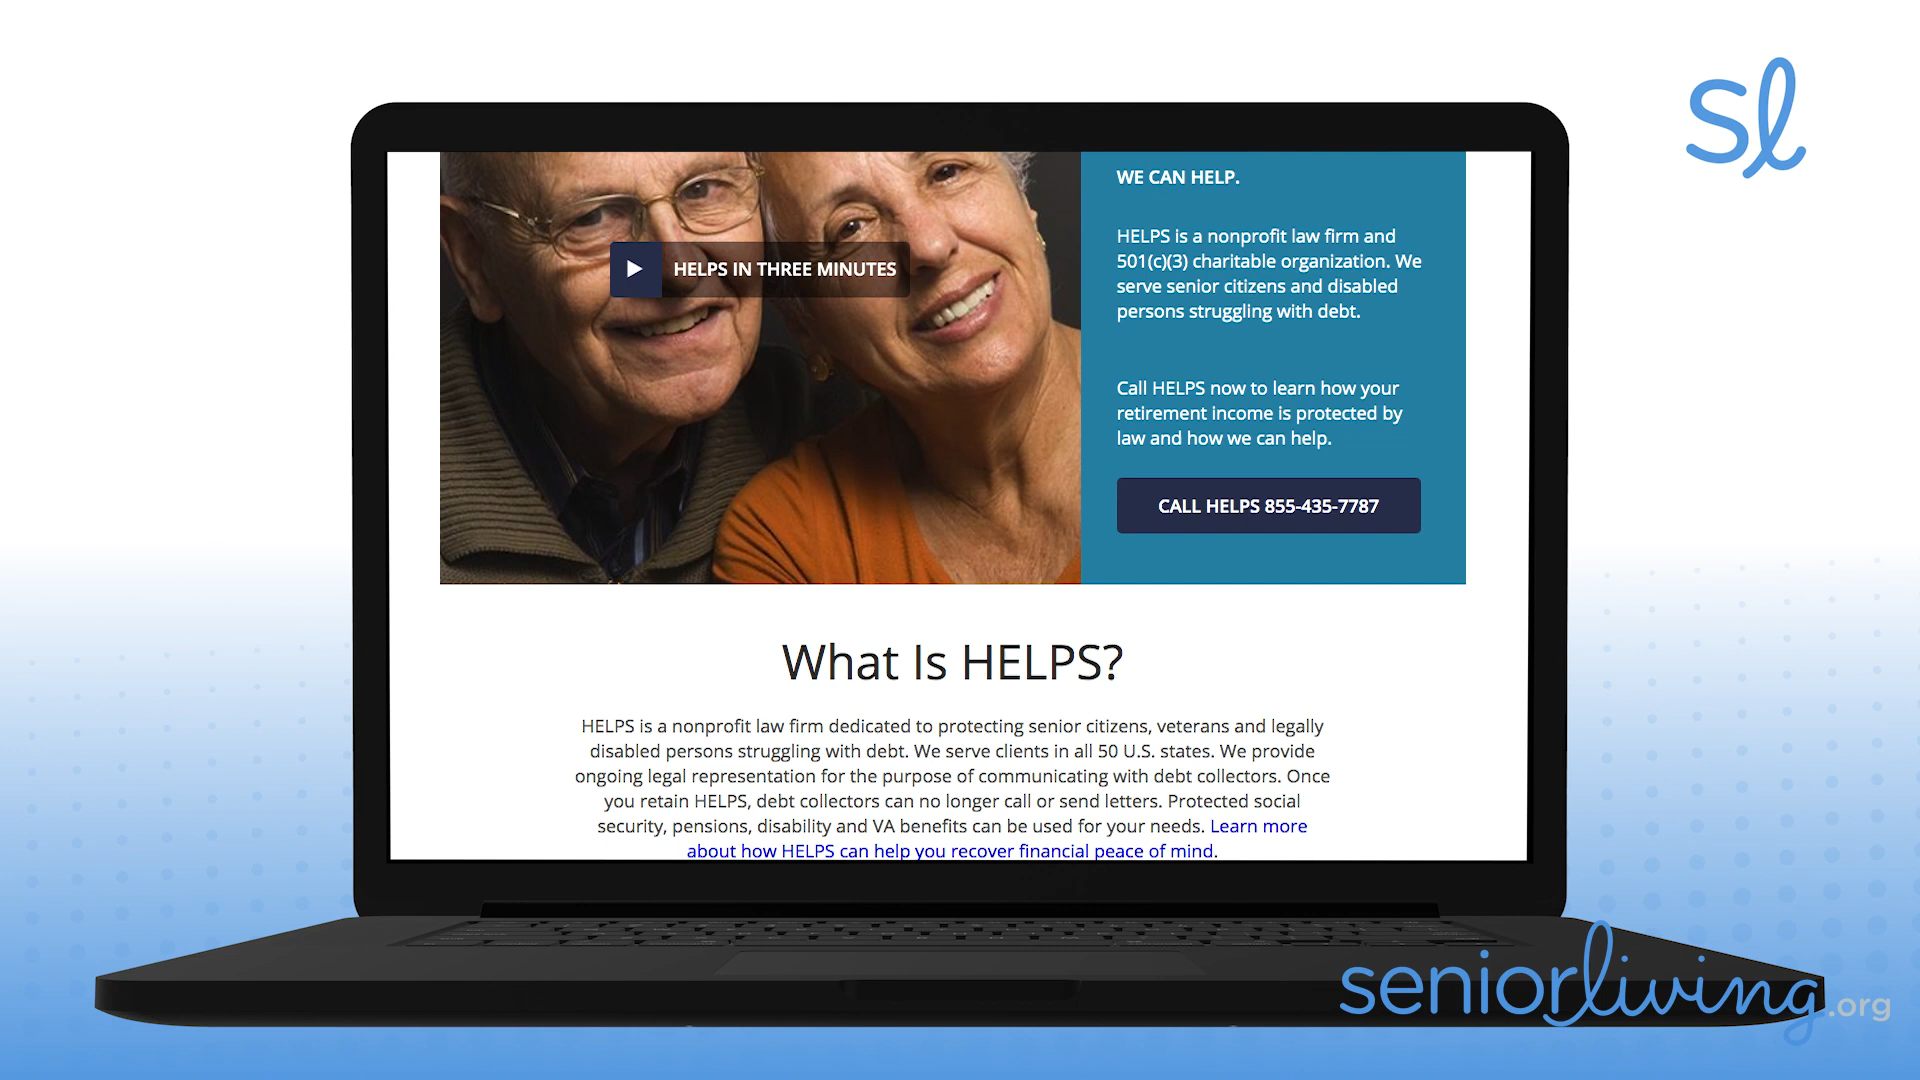 sl
WE CAN HELP.
HELPS is a nonprofit law firm and
501(c)(3) charitable organization. We
serve senior citizens and disabled
persons struggling with debt.
HELPS IN THREE MINUTES
Call HELPS now to learn how your
retirement income is protected by
law and how we can help.
CALL HELPS 855-435-7787
What Is HELPS?
HELPS is a nonprofit law firm dedicated to protecting senior citizens, veterans and legally
disabled persons struggling with debt. We serve clients in all 50 U.S. states. We provide
ongoing legal representation for the purpose of communicating with debt collectors. Once
you retain HELPS, debt collectors can no longer call or send letters. Protected social
security, pensions, disability and VA benefits can be used for your needs. Learn more
about how HELPS can help you recover financial peace of mind.
seniorliving.org